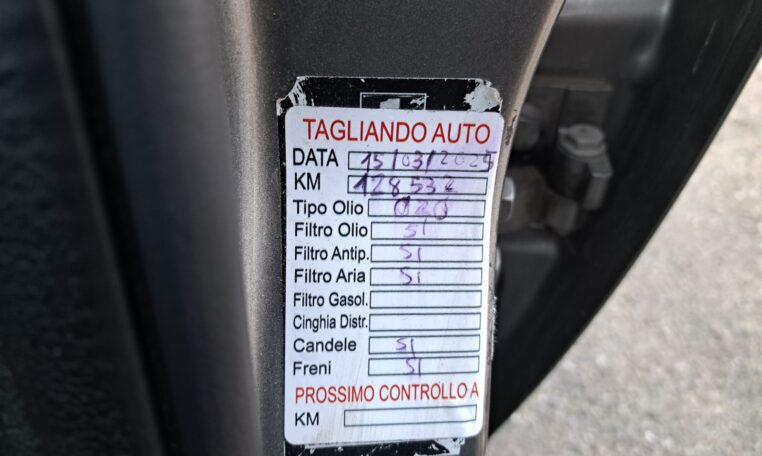 TAGLIANDO AUTO
DATA 15/03/2025
KM 128532
Tipo Olio 020
Filtro Olio si
Filtro Antip. SI
Filtro Aria SI
Filtro Gasol.
Cinghia Distr.
Candele SI
Freni SI
PROSSIMO CONTROLLO A
KM